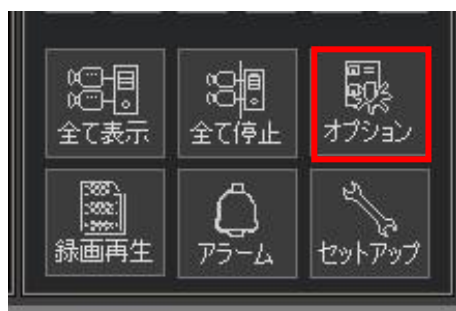 全て表示
全て停止
オプション
録画再生
アラーム
セットアップ